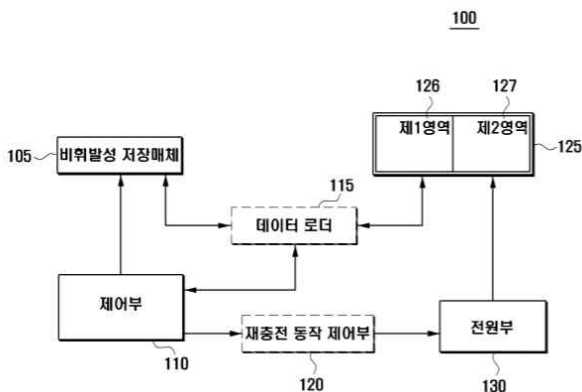 100
126
127
제1영역
제2영역
125
105
비휘발성 저장매체
115
데이터 로더
제어부
110
재충전 동작 제어부
120
전원부
130